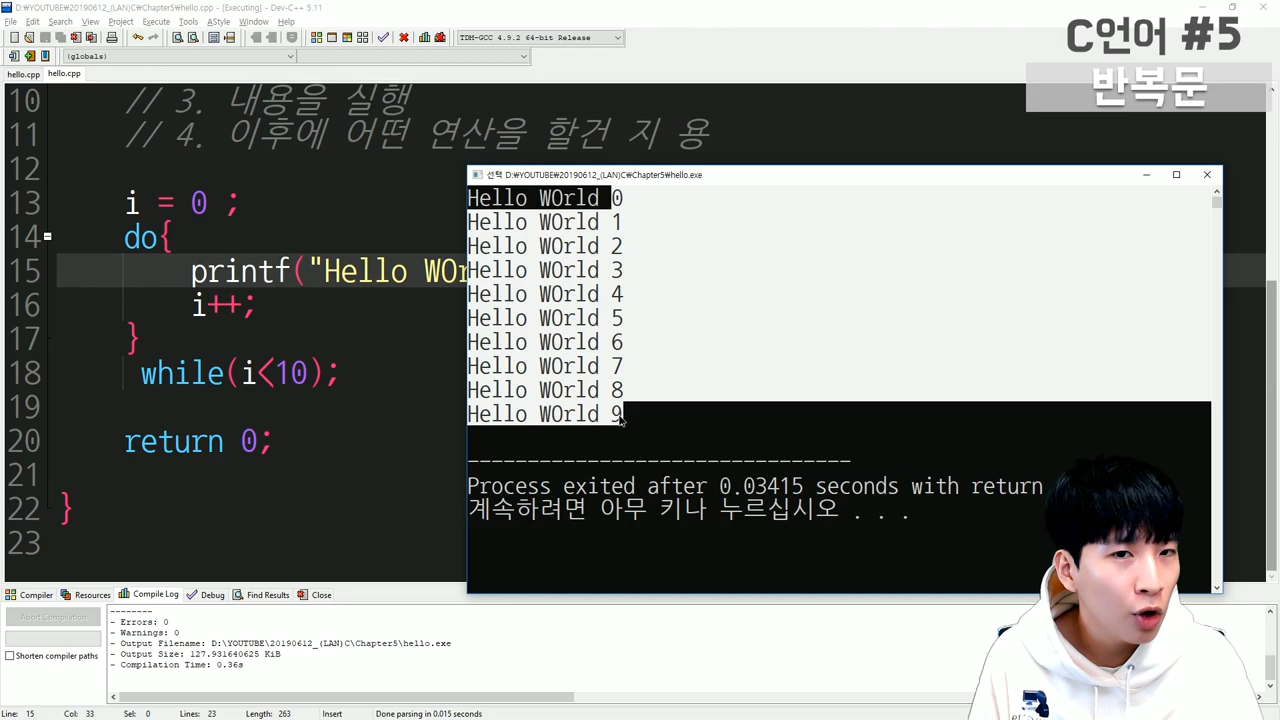 D:￦YOUTUBE￦20190612_(LAN)C￦Chapter5￦hello.cpp - [Executing] - Dev-C++ 5.11
File Edit Search View Project Execute Tools AStyle Window Help
TDM-GCC 4.9.2 64-bit Release
(globals)
hello.cpp hello.cpp
C언어 #5
반복문
10 // 3. 내용을 실행
11 // 4. 이후에 어떤 연산을 할건 지 용
12
13 i = 0 ;
14 do{
15 printf("Hello WOr
16 i++;
17 }
18 while(i<10);
19
20 return 0;
21
22 }
23
선택 D:￦YOUTUBE￦20190612_(LAN)C￦Chapter5￦hello.exe
Hello WOrld 0
Hello WOrld 1
Hello WOrld 2
Hello WOrld 3
Hello WOrld 4
Hello WOrld 5
Hello WOrld 6
Hello WOrld 7
Hello WOrld 8
Hello WOrld 9
--------------------------------
Process exited after 0.03415 seconds with return
계속하려면 아무 키나 누르십시오 . . .
Compiler Resources Compile Log Debug Find Results Close
Abort Compilation
Shorten compiler paths
--------
- Errors: 0
- Warnings: 0
- Output Filename: D:\YOUTUBE\20190612_(LAN)C\Chapter5\hello.exe
- Output Size: 127.931640625 KiB
- Compilation Time: 0.36s
Line: 15 Col: 33 Sel: 0 Lines: 23 Length: 263 Insert Done parsing in 0.015 seconds